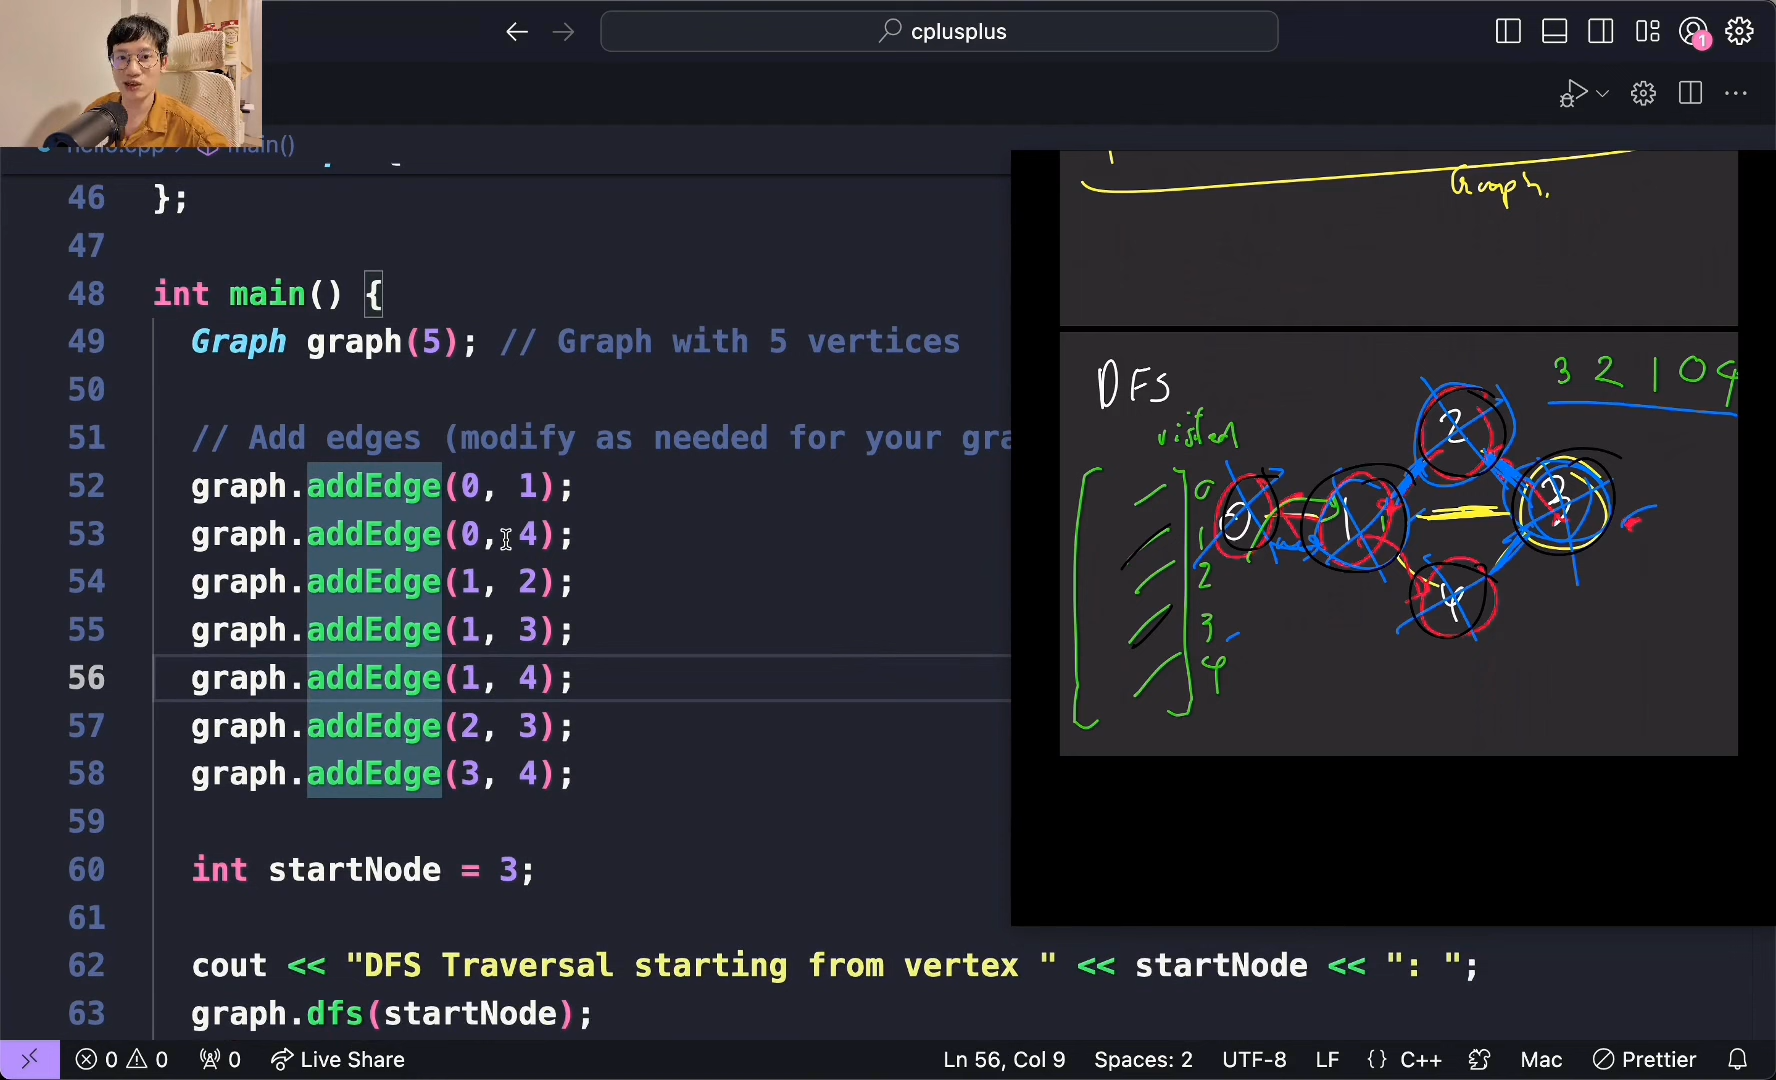 cplusplus
1
hello.cpp > main()
46 };
47
48 int main() {
49 Graph graph(5); // Graph with 5 vertices
50
51 // Add edges (modify as needed for your gra
52 graph.addEdge(0, 1);
53 graph.addEdge(0, 4);
54 graph.addEdge(1, 2);
55 graph.addEdge(1, 3);
56 graph.addEdge(1, 4);
57 graph.addEdge(2, 3);
58 graph.addEdge(3, 4);
59
60 int startNode = 3;
61
62 cout << "DFS Traversal starting from vertex " << startNode << ": ";
63 graph.dfs(startNode);
Graph.
DFS
3 2 1 0 4
visited
0
1
2
3
4
2
0 1 3
4
0 0 0 Live Share
Ln 56, Col 9 Spaces: 2 UTF-8 LF {} C++ Mac Prettier